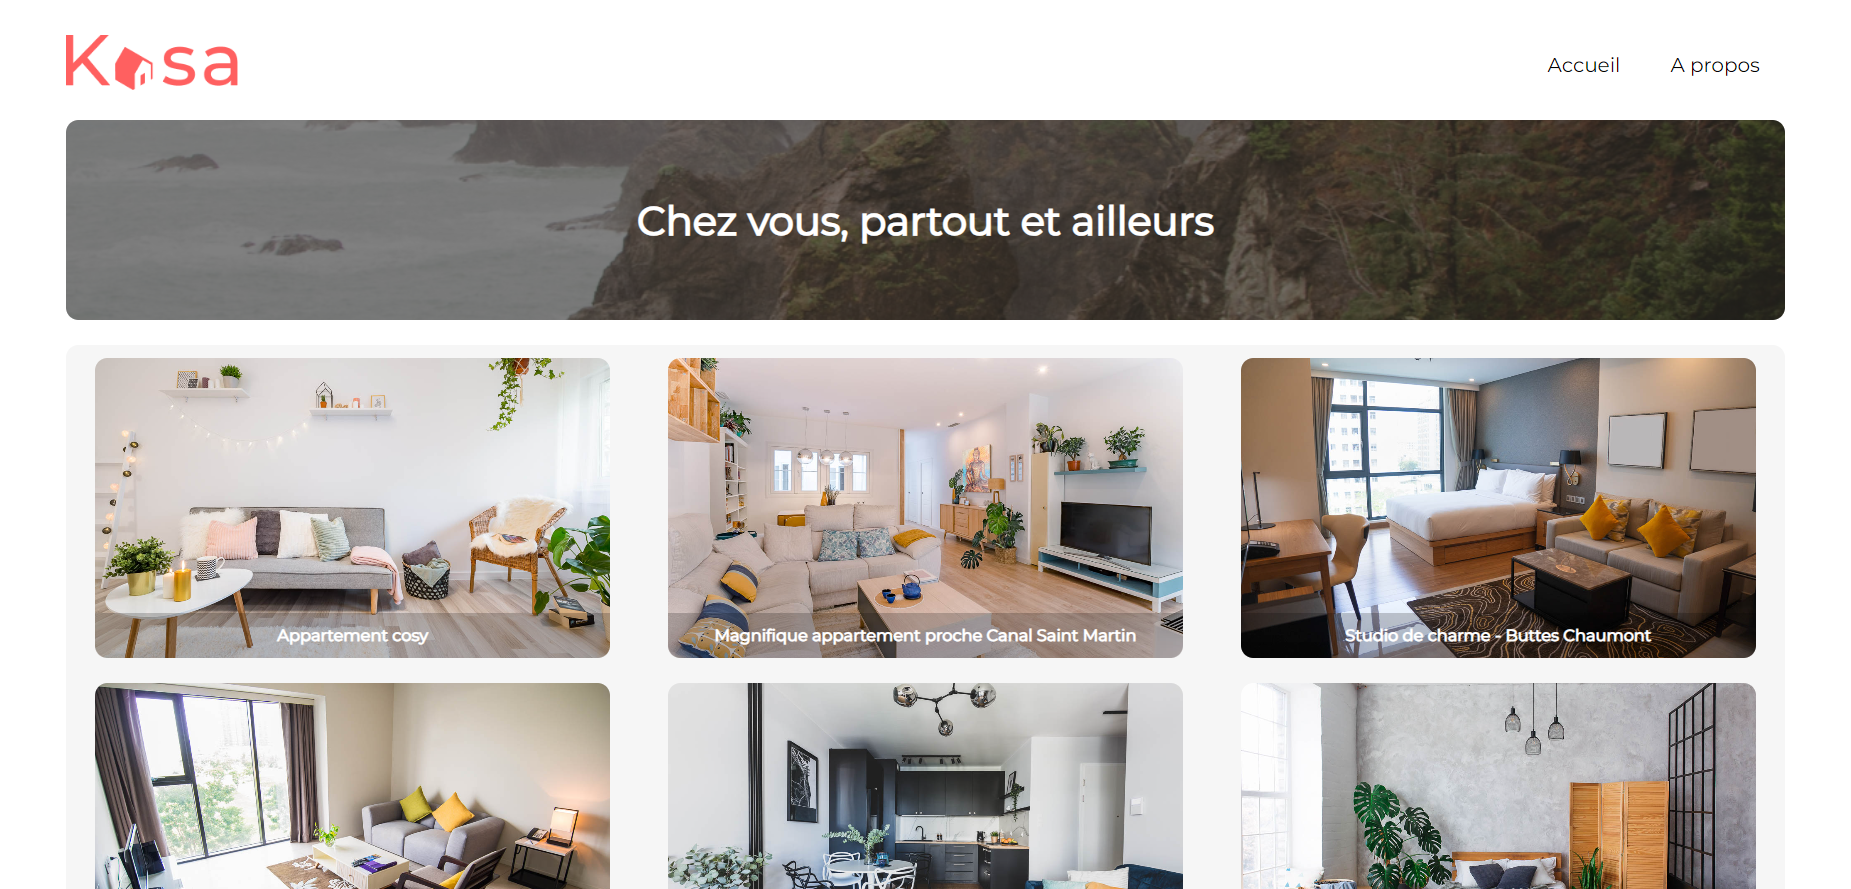 Kasa
Accueil
A propos
Chez vous, partout et ailleurs
Appartement cosy
Magnifique appartement proche Canal Saint Martin
Studio de charme - Buttes Chaumont